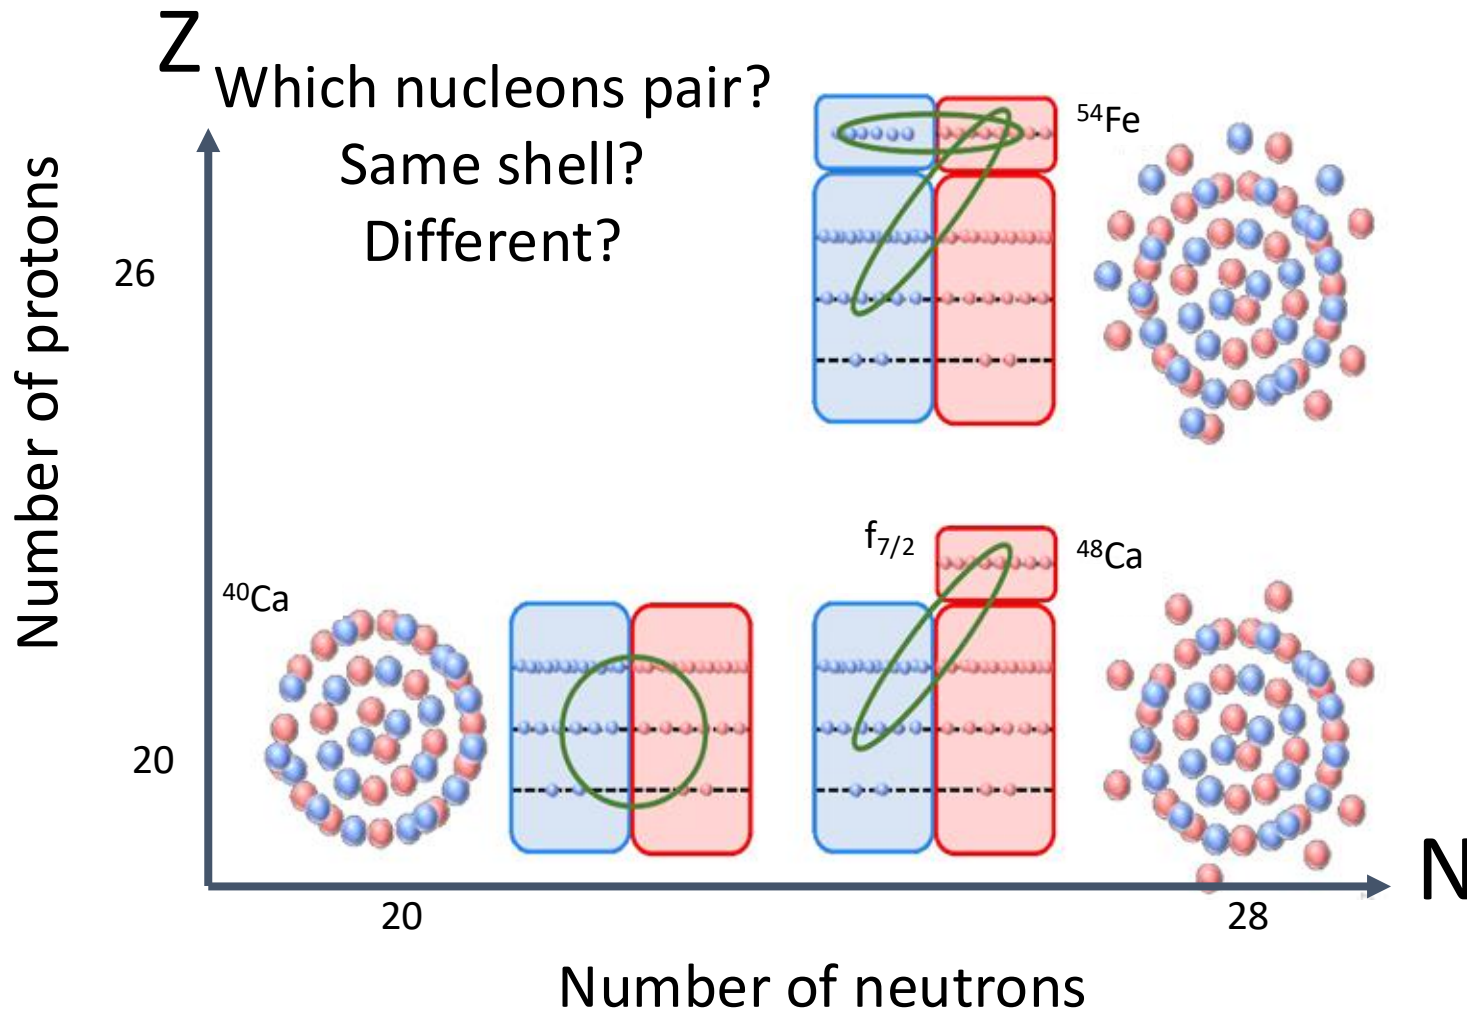 Z
Which nucleons pair?
Same shell?
Different?
⁵⁴Fe
Number of protons
26
f₇/₂
⁴⁸Ca
⁴⁰Ca
20
N
20
28
Number of neutrons